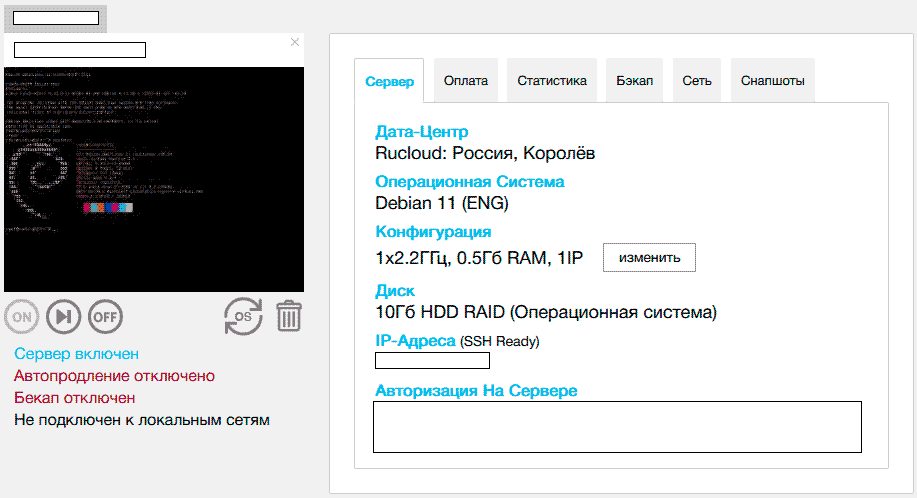 Сервер
Оплата
Статистика
Бэкап
Сеть
Снапшоты
Дата-Центр
Rucloud: Россия, Королёв
Операционная Система
Debian 11 (ENG)
Конфигурация
1x2.2ГГц, 0.5Гб RAM, 1IP
изменить
Диск
10Гб HDD RAID (Операционная система)
IP-Адреса (SSH Ready)
Авторизация На Сервере
ON
OFF
OS
Сервер включен
Автопродление отключено
Бекап отключен
Не подключен к локальным сетям